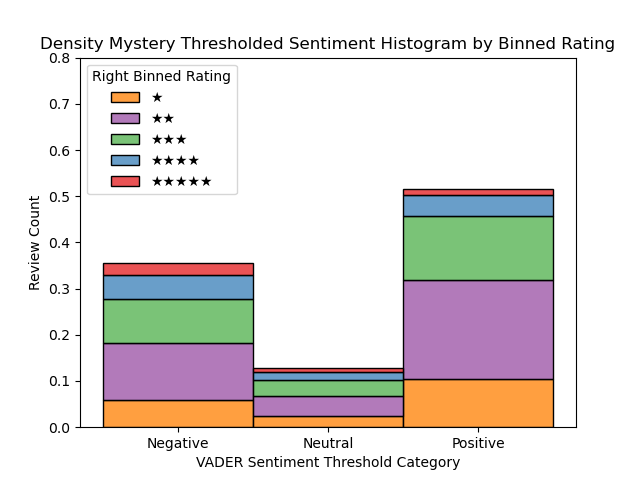 Density Mystery Thresholded Sentiment Histogram by Binned Rating
Right Binned Rating
★
★★
★★★
★★★★
★★★★★
0.8
0.7
0.6
0.5
0.4
0.3
0.2
0.1
0.0
Review Count
Negative Neutral Positive
VADER Sentiment Threshold Category